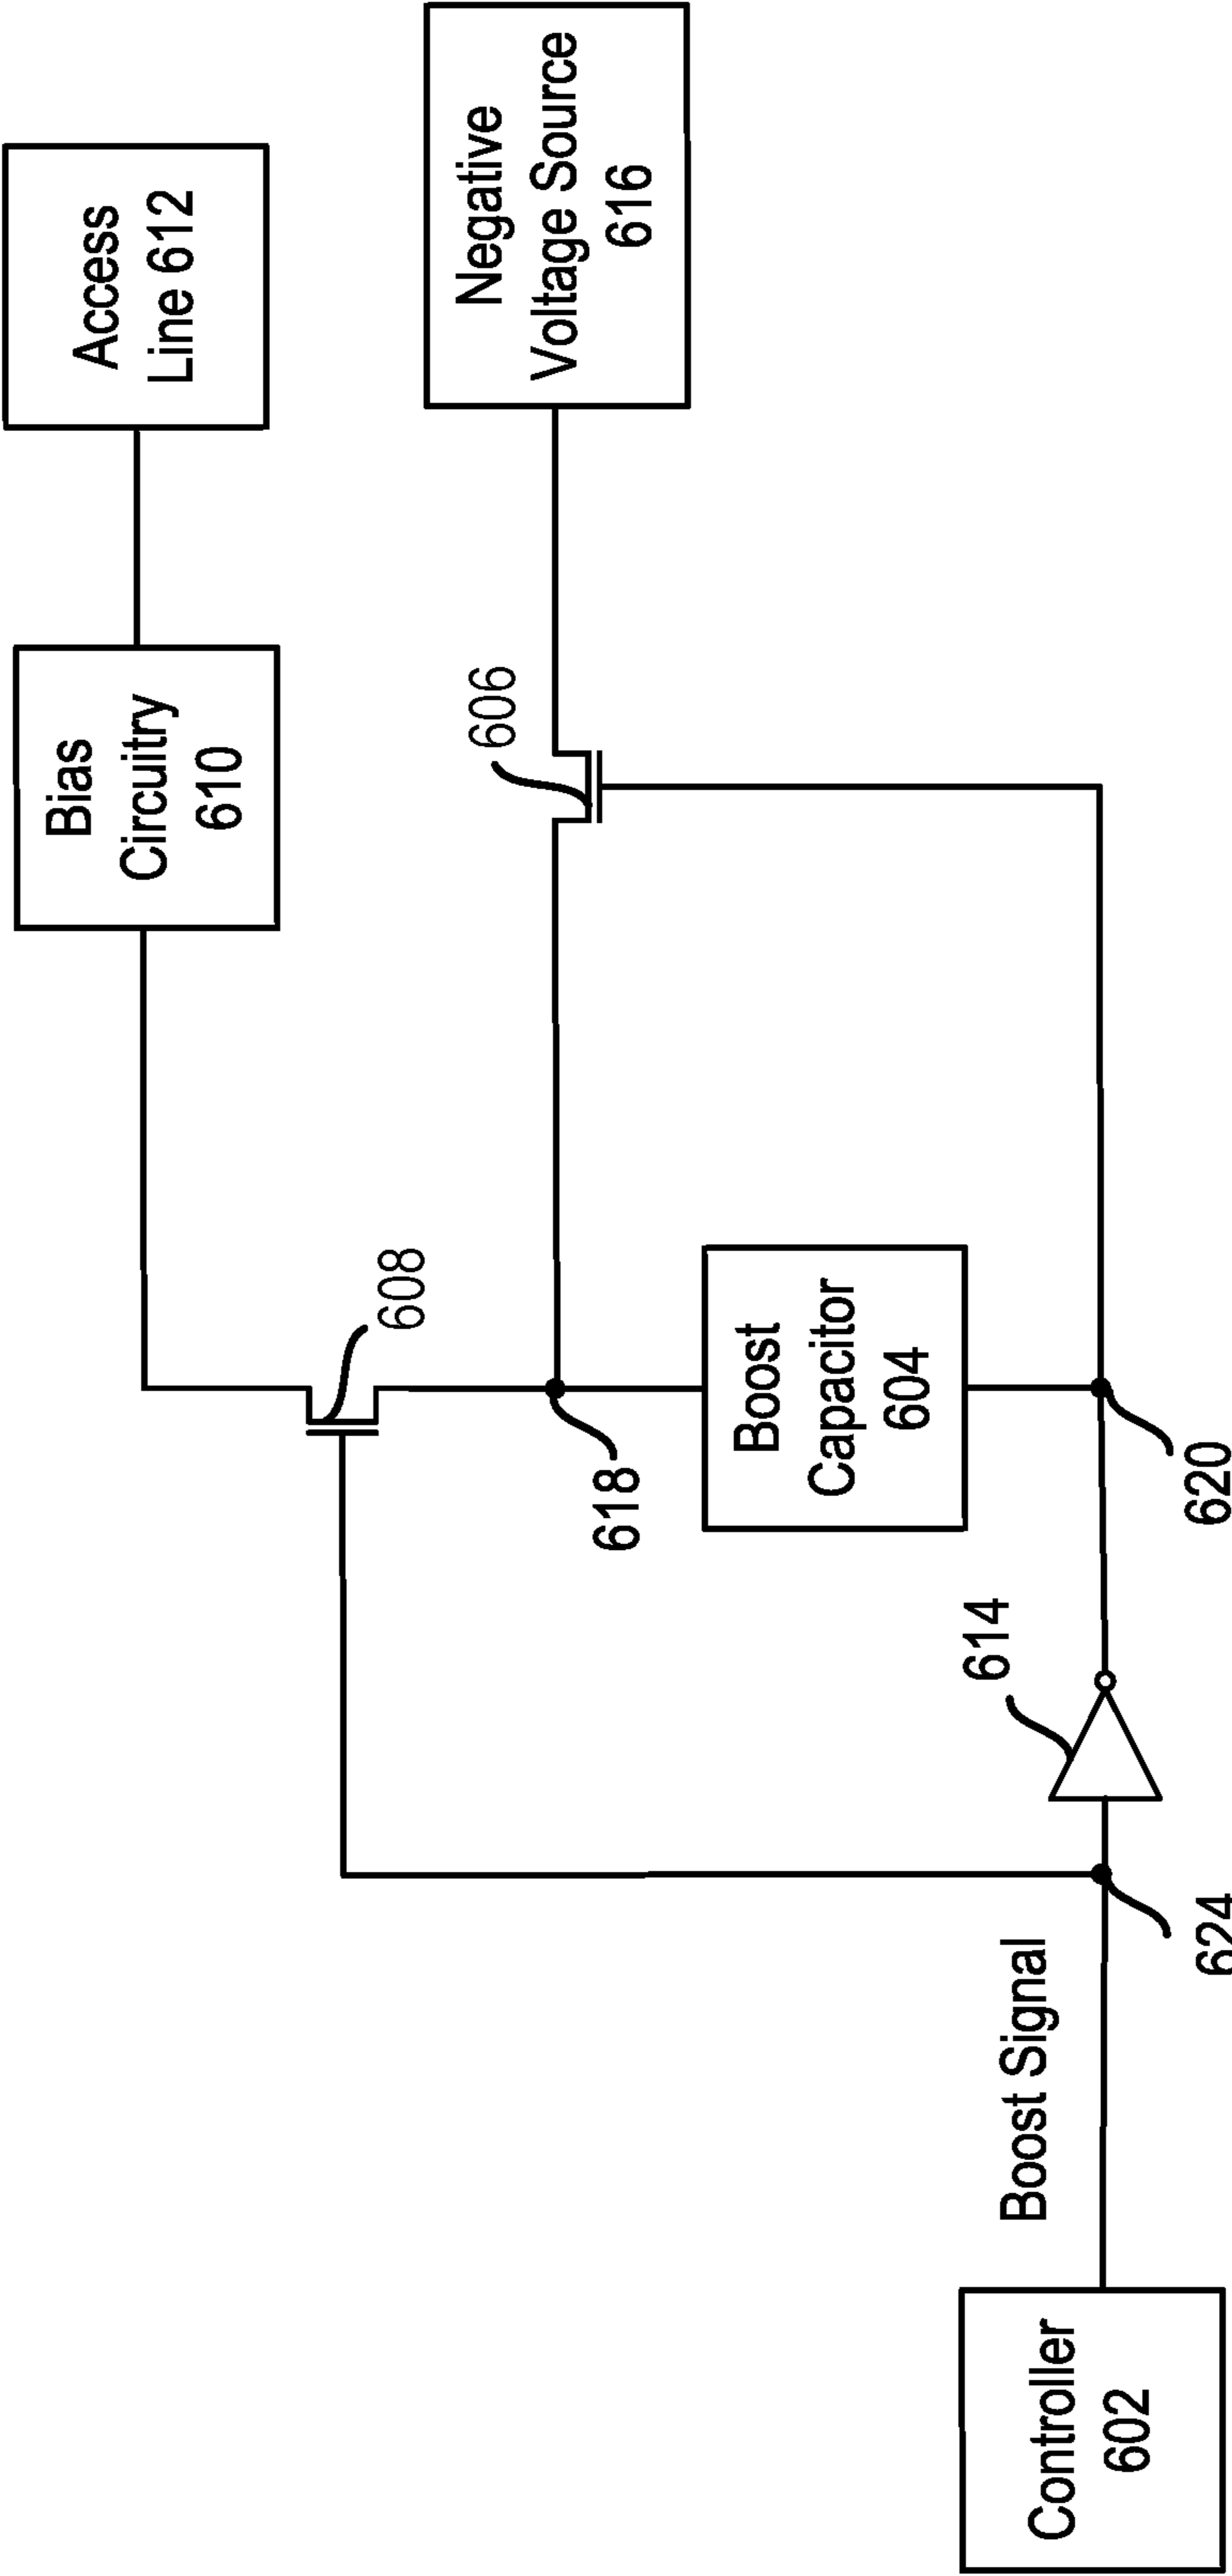 Access
Line 612
Bias
Circuitry
610
Negative
Voltage Source
616
606
608
618
Boost
Capacitor
604
620
614
624
Boost Signal
Controller
602